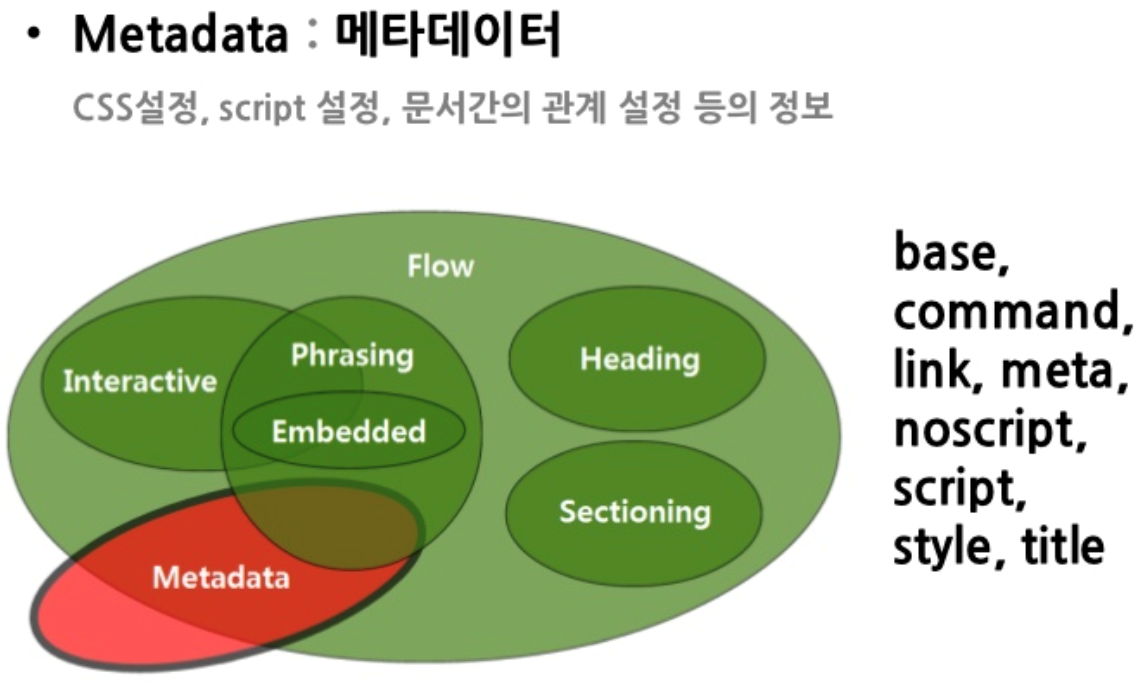 • Metadata : 메타데이터
CSS설정, script 설정, 문서간의 관계 설정 등의 정보
Flow
Phrasing
Heading
Interactive
Embedded
Sectioning
Metadata
base,
command,
link, meta,
noscript,
script,
style, title